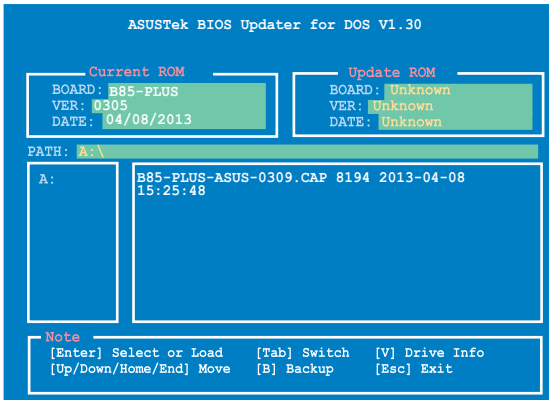 ASUSTek BIOS Updater for DOS V1.30
Current ROM
BOARD: B85-PLUS
VER: 0305
DATE: 04/08/2013
Update ROM
BOARD: Unknown
VER: Unknown
DATE: Unknown
PATH: A:\
A:
B85-PLUS-ASUS-0309.CAP 8194 2013-04-08
15:25:48
Note
[Enter] Select or Load [Tab] Switch [V] Drive Info
[Up/Down/Home/End] Move [B] Backup [Esc] Exit